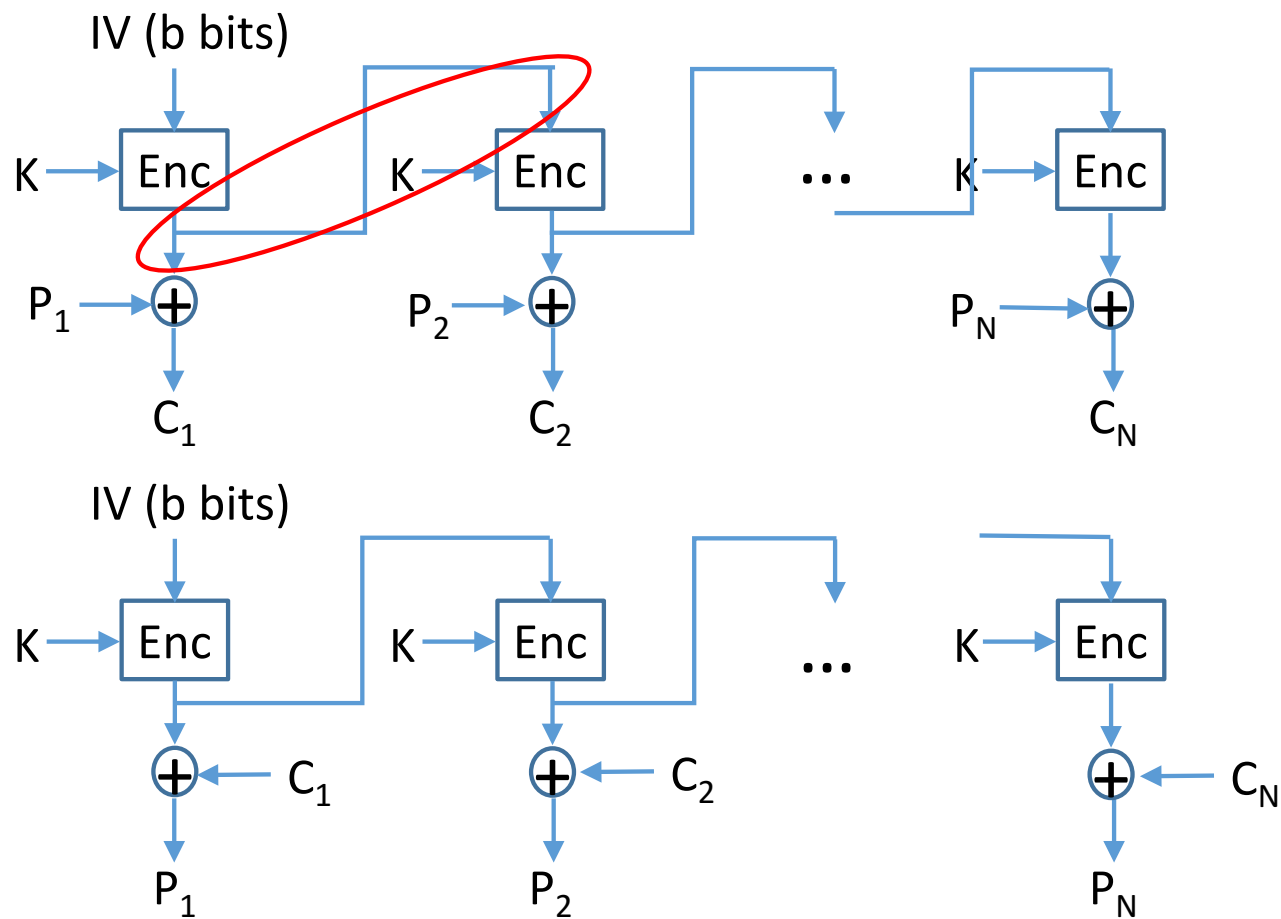 IV (b bits)
K Enc K Enc ... K Enc
P1 + P2 + PN +
C1 C2 CN
IV (b bits)
K Enc K Enc ... K Enc
+ C1 + C2 + CN
P1 P2 PN